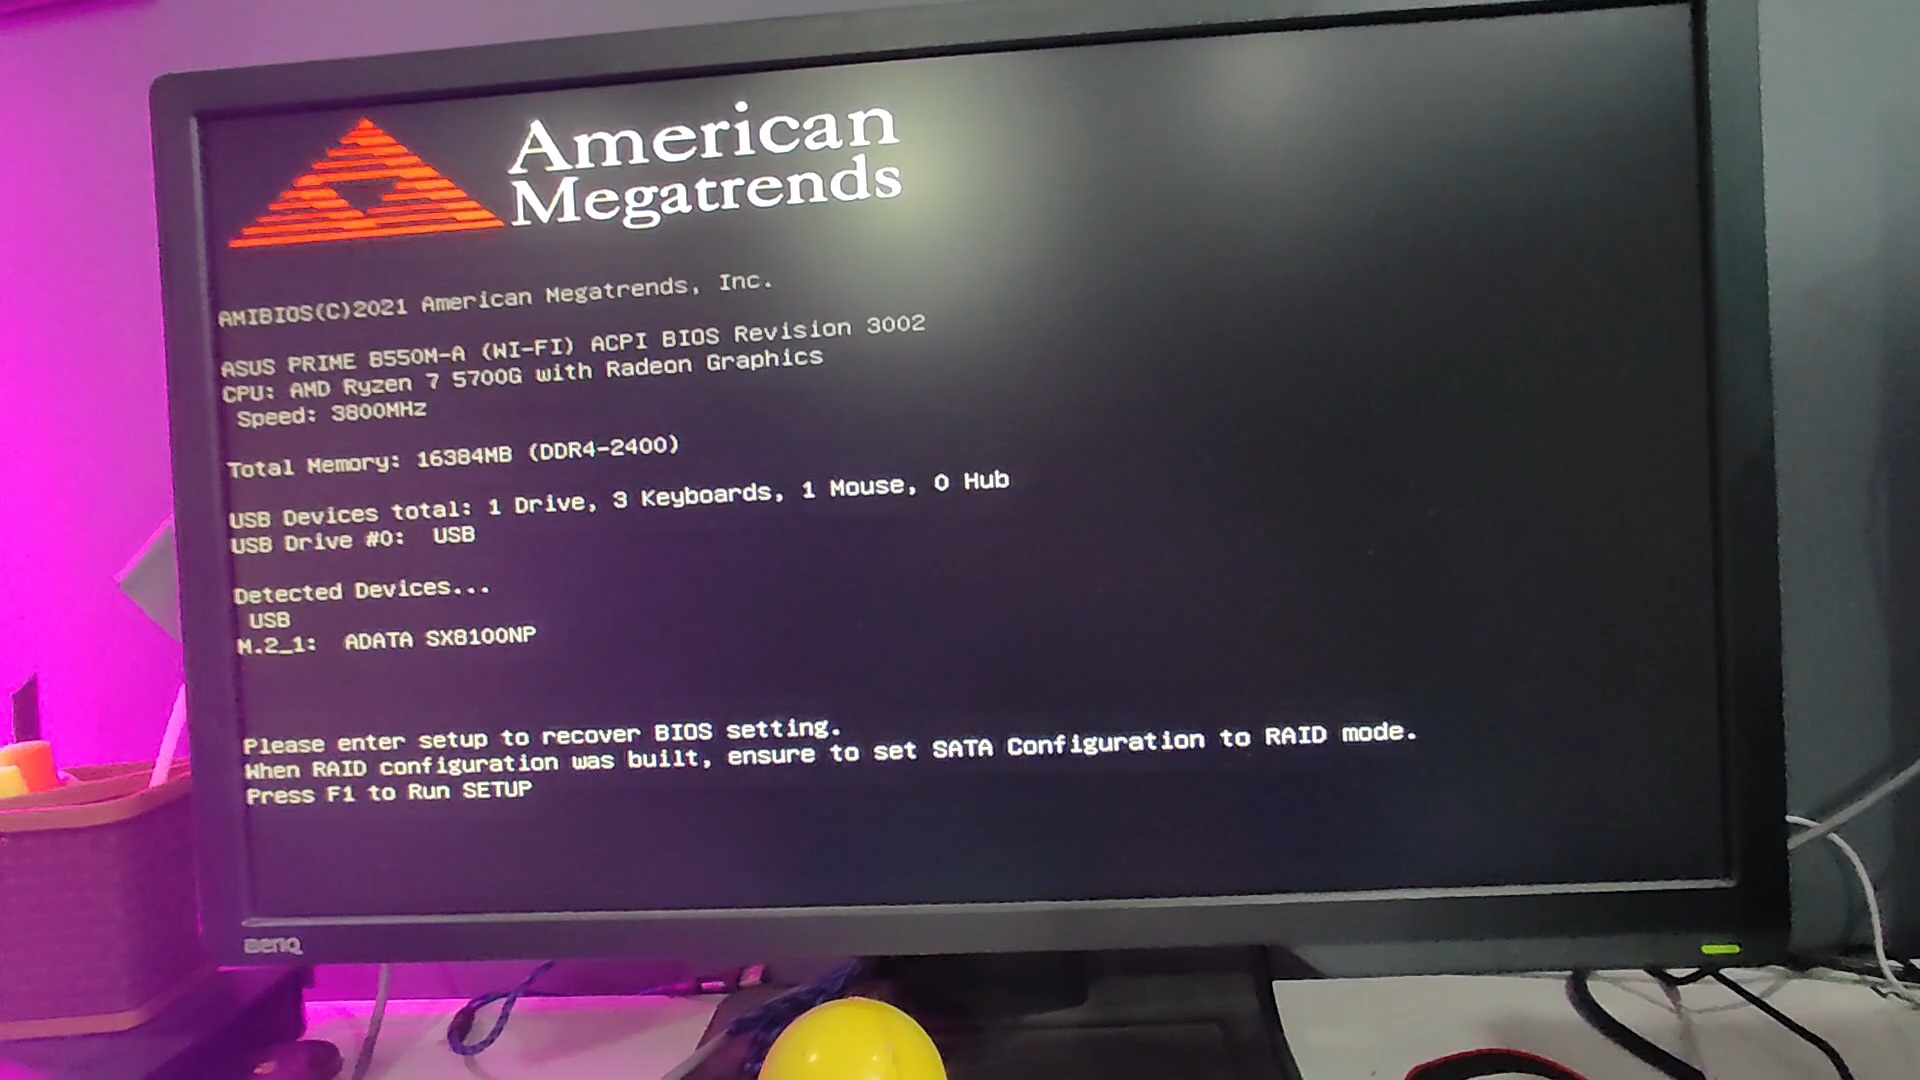 American
Megatrends
AMIBIOS(C)2021 American Megatrends, Inc.
ASUS PRIME B550M-A (WI-FI) ACPI BIOS Revision 3002
CPU: AMD Ryzen 7 5700G with Radeon Graphics
Speed: 3800MHz
Total Memory: 16384MB (DDR4-2400)
USB Devices total: 1 Drive, 3 Keyboards, 1 Mouse, 0 Hub
USB Drive #0: USB
Detected Devices...
USB
M.2_1: ADATA SX8100NP
Please enter setup to recover BIOS setting.
When RAID configuration was built, ensure to set SATA Configuration to RAID mode.
Press F1 to Run SETUP
BenQ